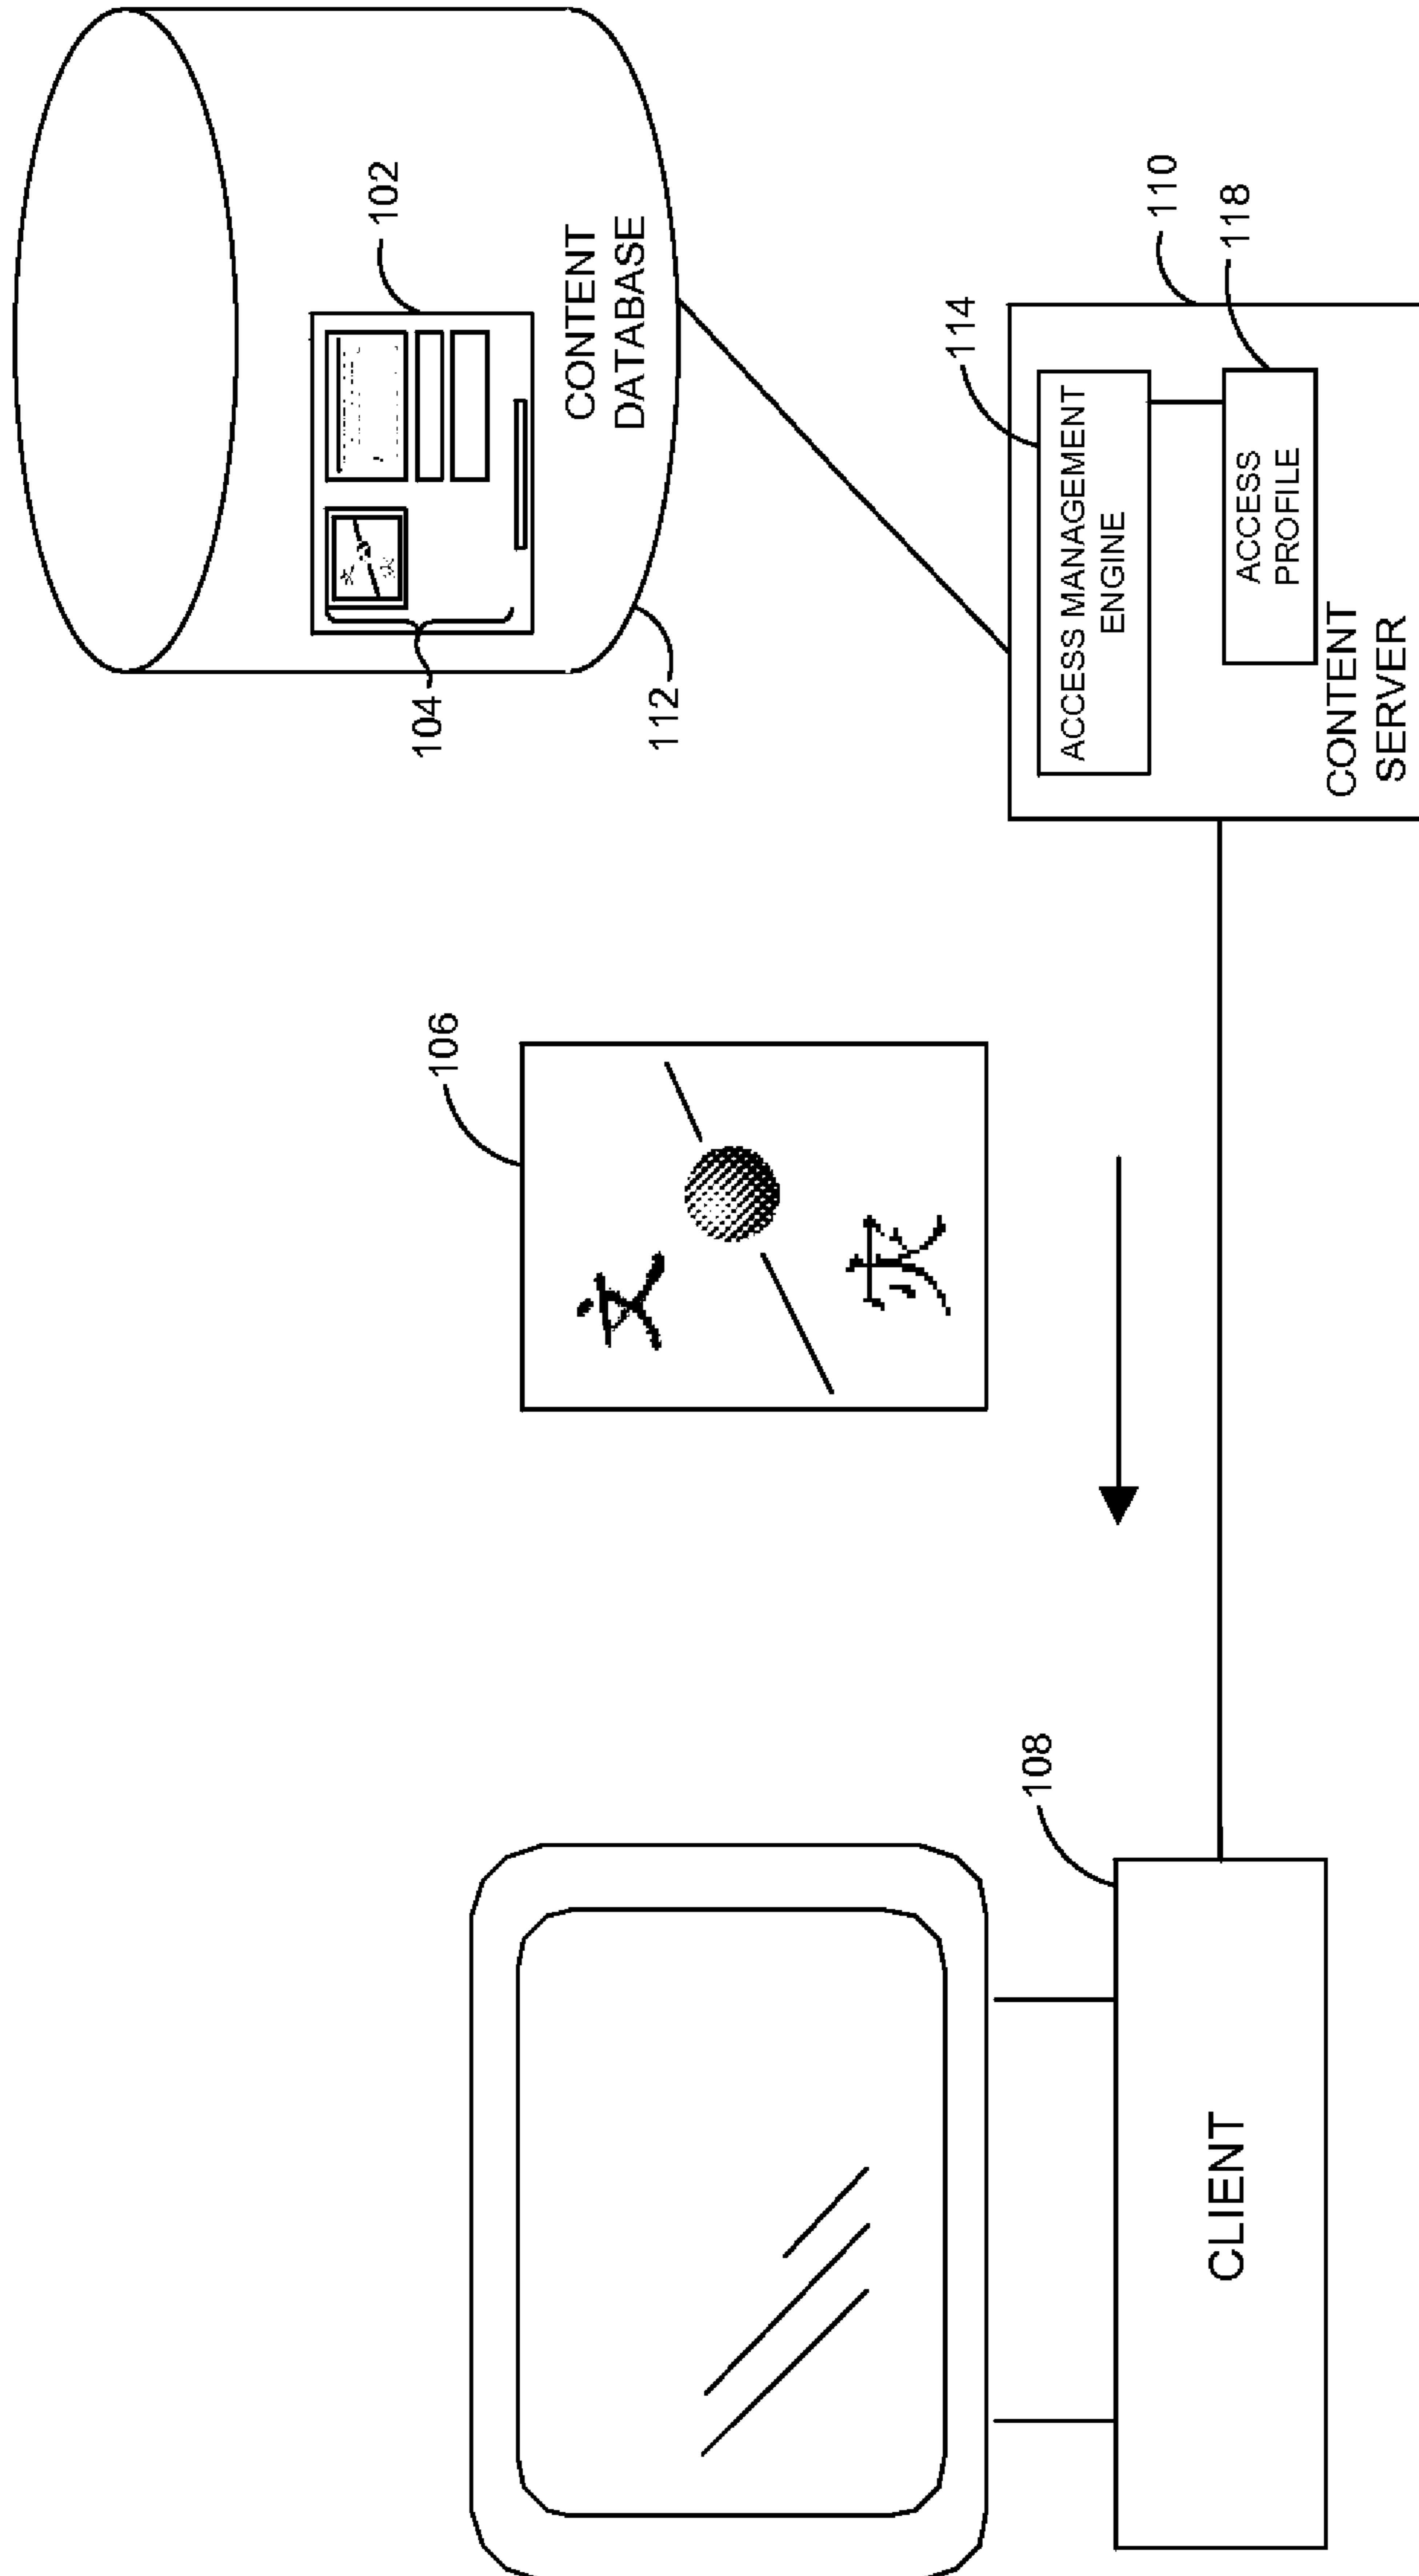 102
104
106
文
CONTENT
DATABASE
112
114
108
ACCESS MANAGEMENT
ENGINE
110
118
CLIENT
ACCESS
PROFILE
CONTENT
SERVER